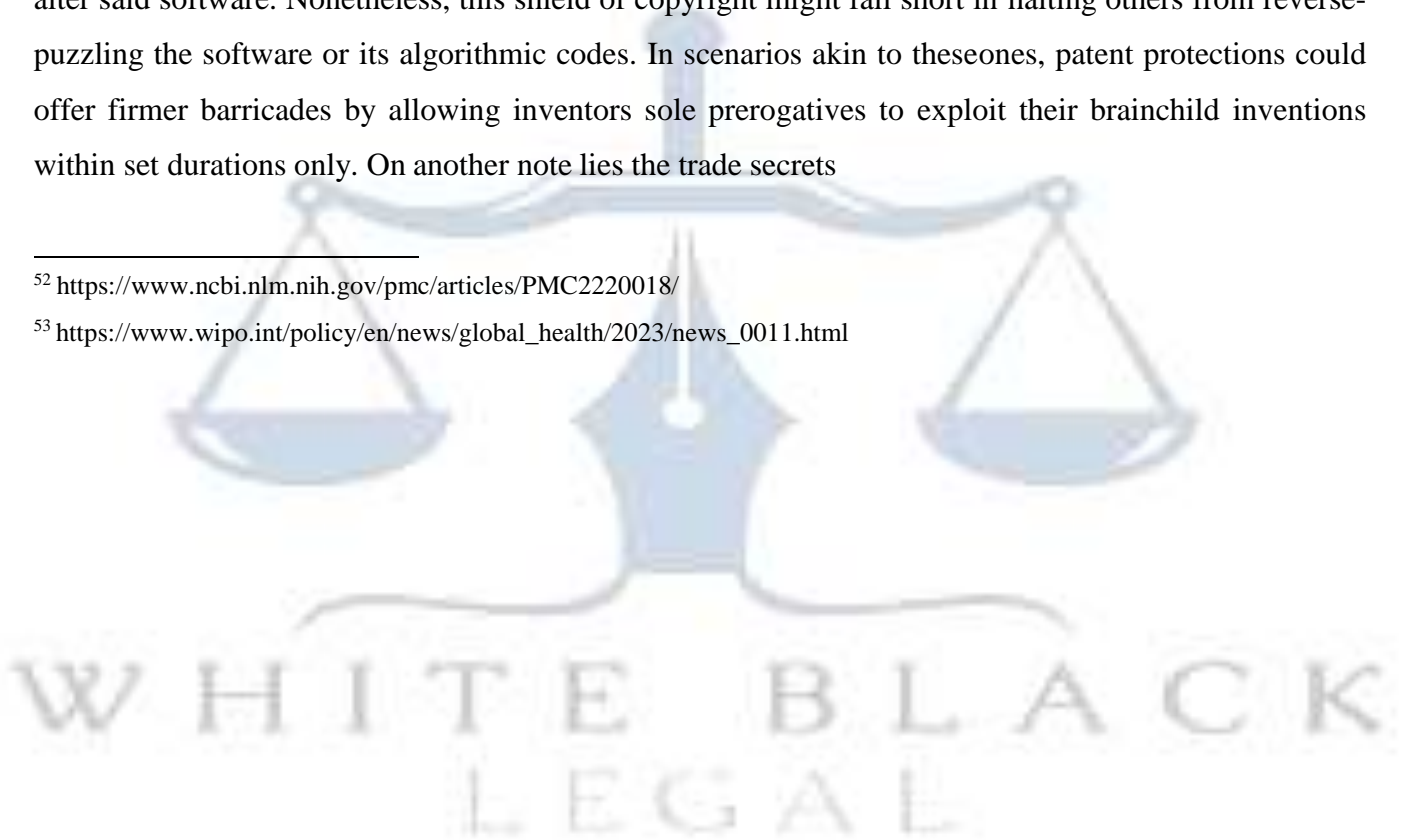 after said software. Nonetheless, this shield of copyright might fall short in halting others from reverse-
puzzling the software or its algorithmic codes. In scenarios akin to theseones, patent protections could
offer firmer barricades by allowing inventors sole prerogatives to exploit their brainchild inventions
within set durations only. On another note lies the trade secrets
52 https://www.ncbi.nlm.nih.gov/pmc/articles/PMC2220018/
53 https://www.wipo.int/policy/en/news/global_health/2023/news_0011.html
WHITE BLACK
LEGAL